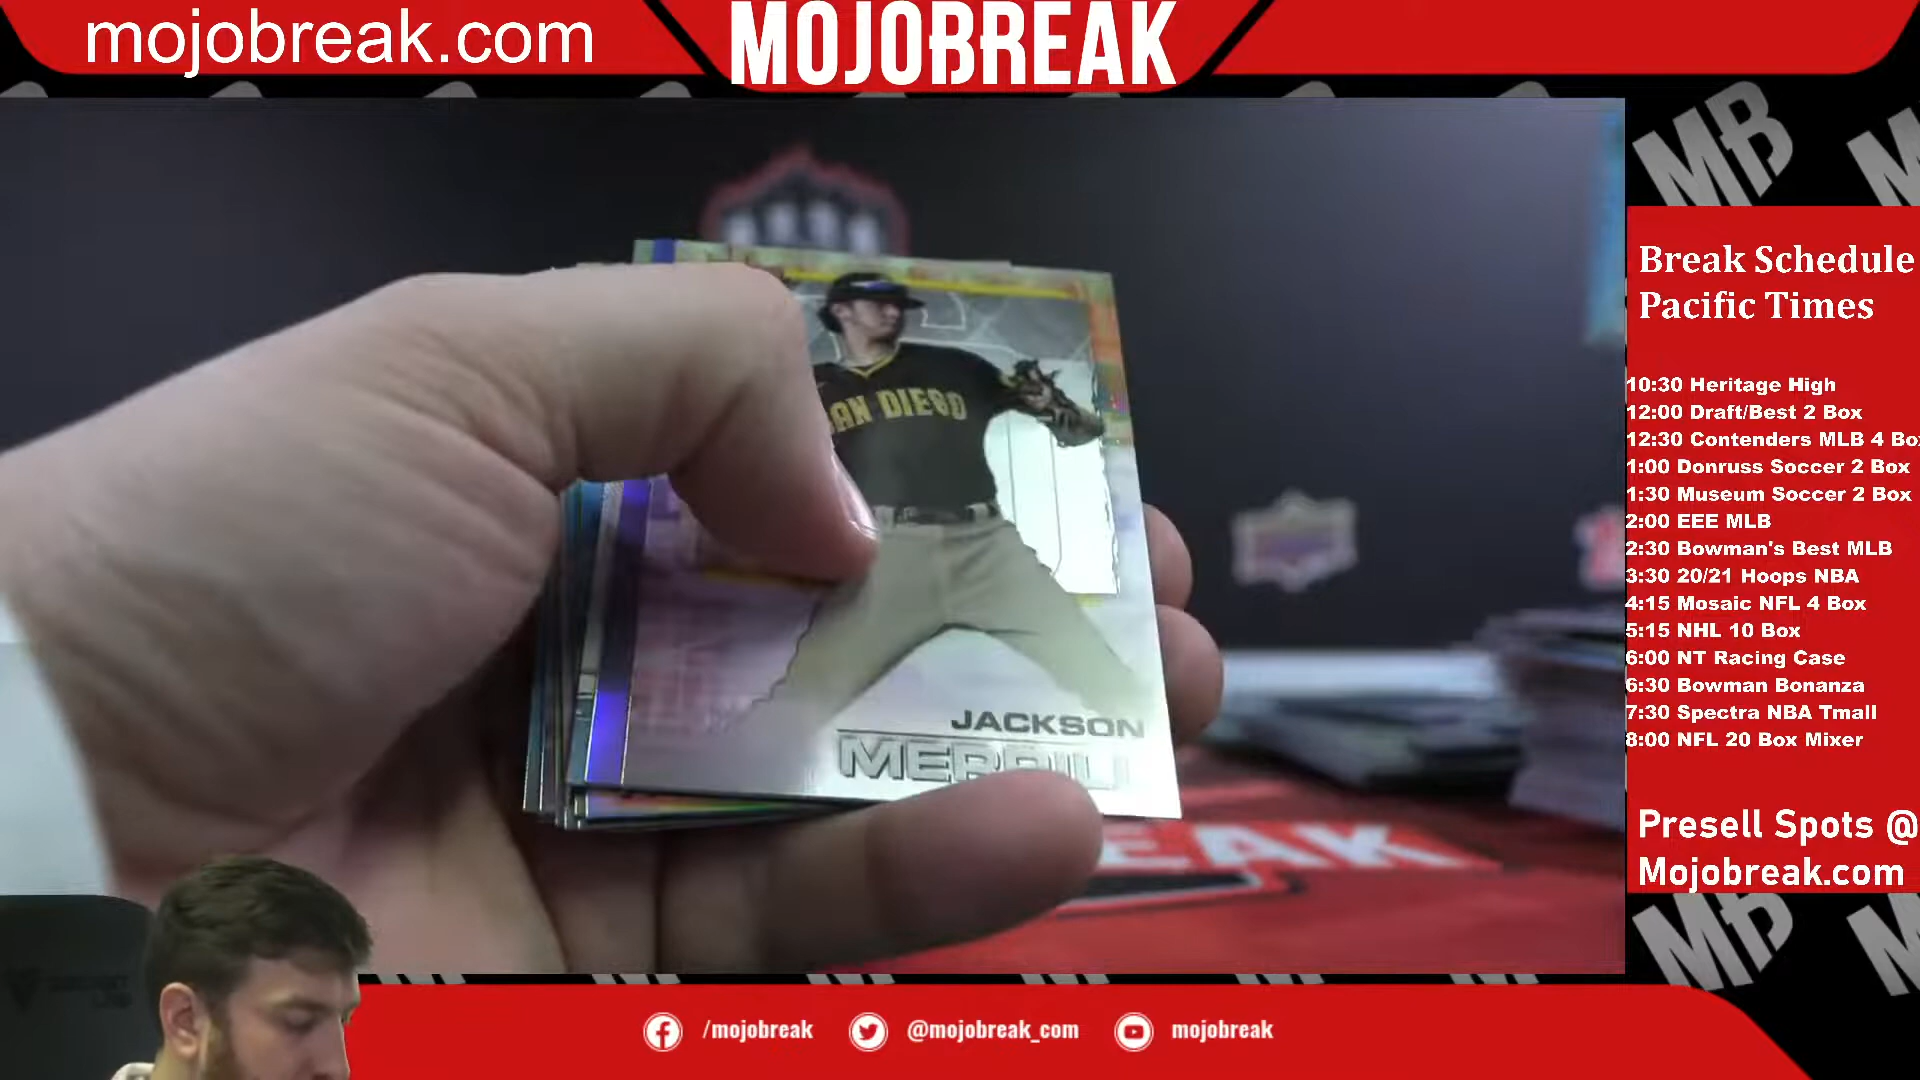 mojobreak.com
MOJOBREAK
SAN DIEGO
JACKSON
MERRILL
EAK
Break Schedule
Pacific Times
10:30 Heritage High
12:00 Draft/Best 2 Box
12:30 Contenders MLB 4 Box
1:00 Donruss Soccer 2 Box
1:30 Museum Soccer 2 Box
2:00 EEE MLB
2:30 Bowman's Best MLB
3:30 20/21 Hoops NBA
4:15 Mosaic NFL 4 Box
5:15 NHL 10 Box
6:00 NT Racing Case
6:30 Bowman Bonanza
7:30 Spectra NBA Tmall
8:00 NFL 20 Box Mixer
Presell Spots @
Mojobreak.com
MB
MB
/mojobreak
@mojobreak_com
mojobreak